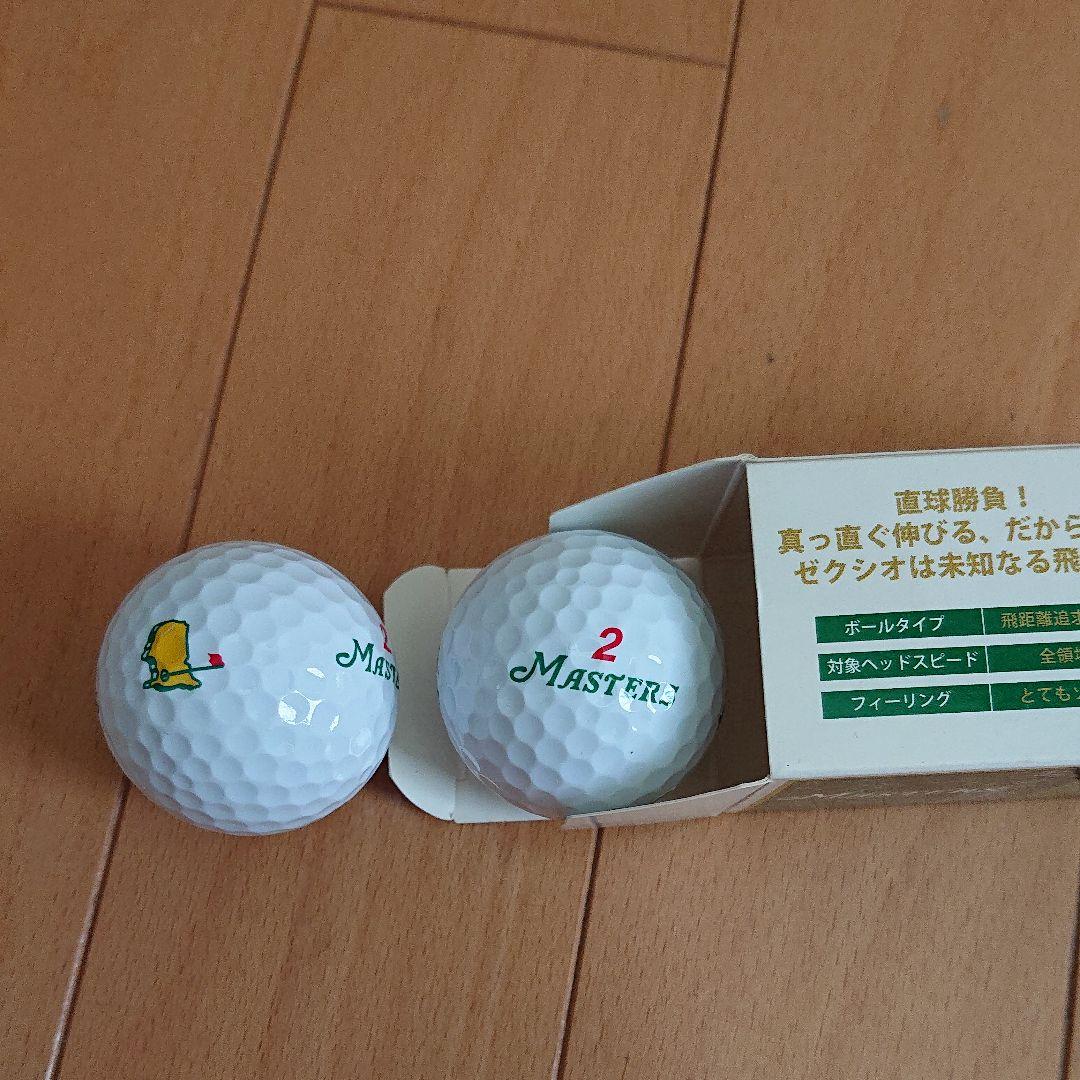 2
MASTERS
2
MASTERS
直球勝負！
真っ直ぐ伸びる、だから
ゼクシオは未知なる飛
ボールタイプ 飛距離追求
対象ヘッドスピード 全領域
フィーリング とてもソ